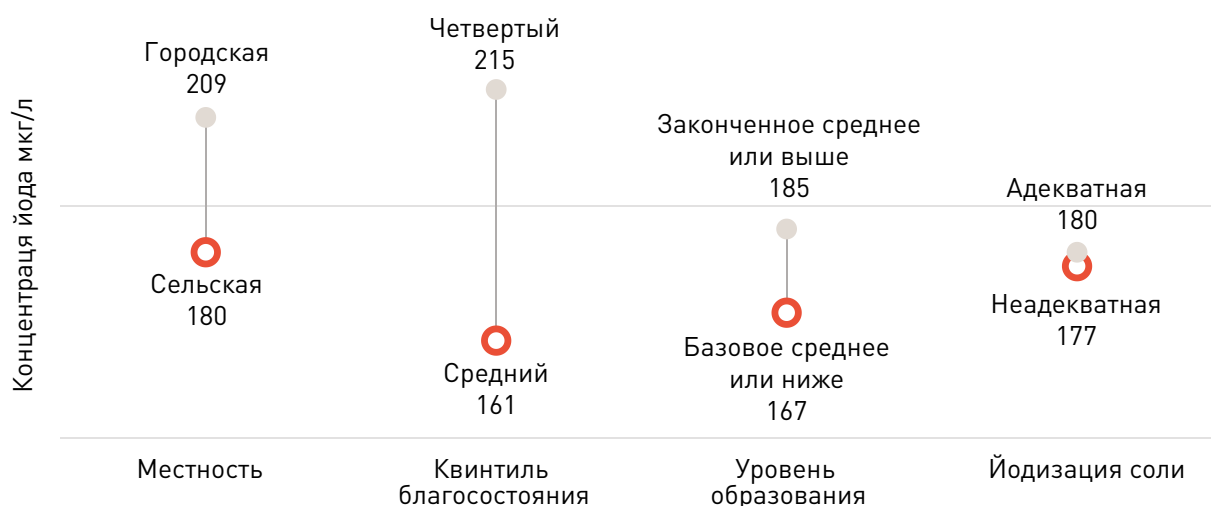 Концентраця йода мкг/л
Городская
209
Сельская
180
Четвертый
215
Средний
161
Законченное среднее
или выше
185
Базовое среднее
или ниже
167
Адекватная
180
Неадекватная
177
Местность
Квинтиль
благосостояния
Уровень
образования
Йодизация соли